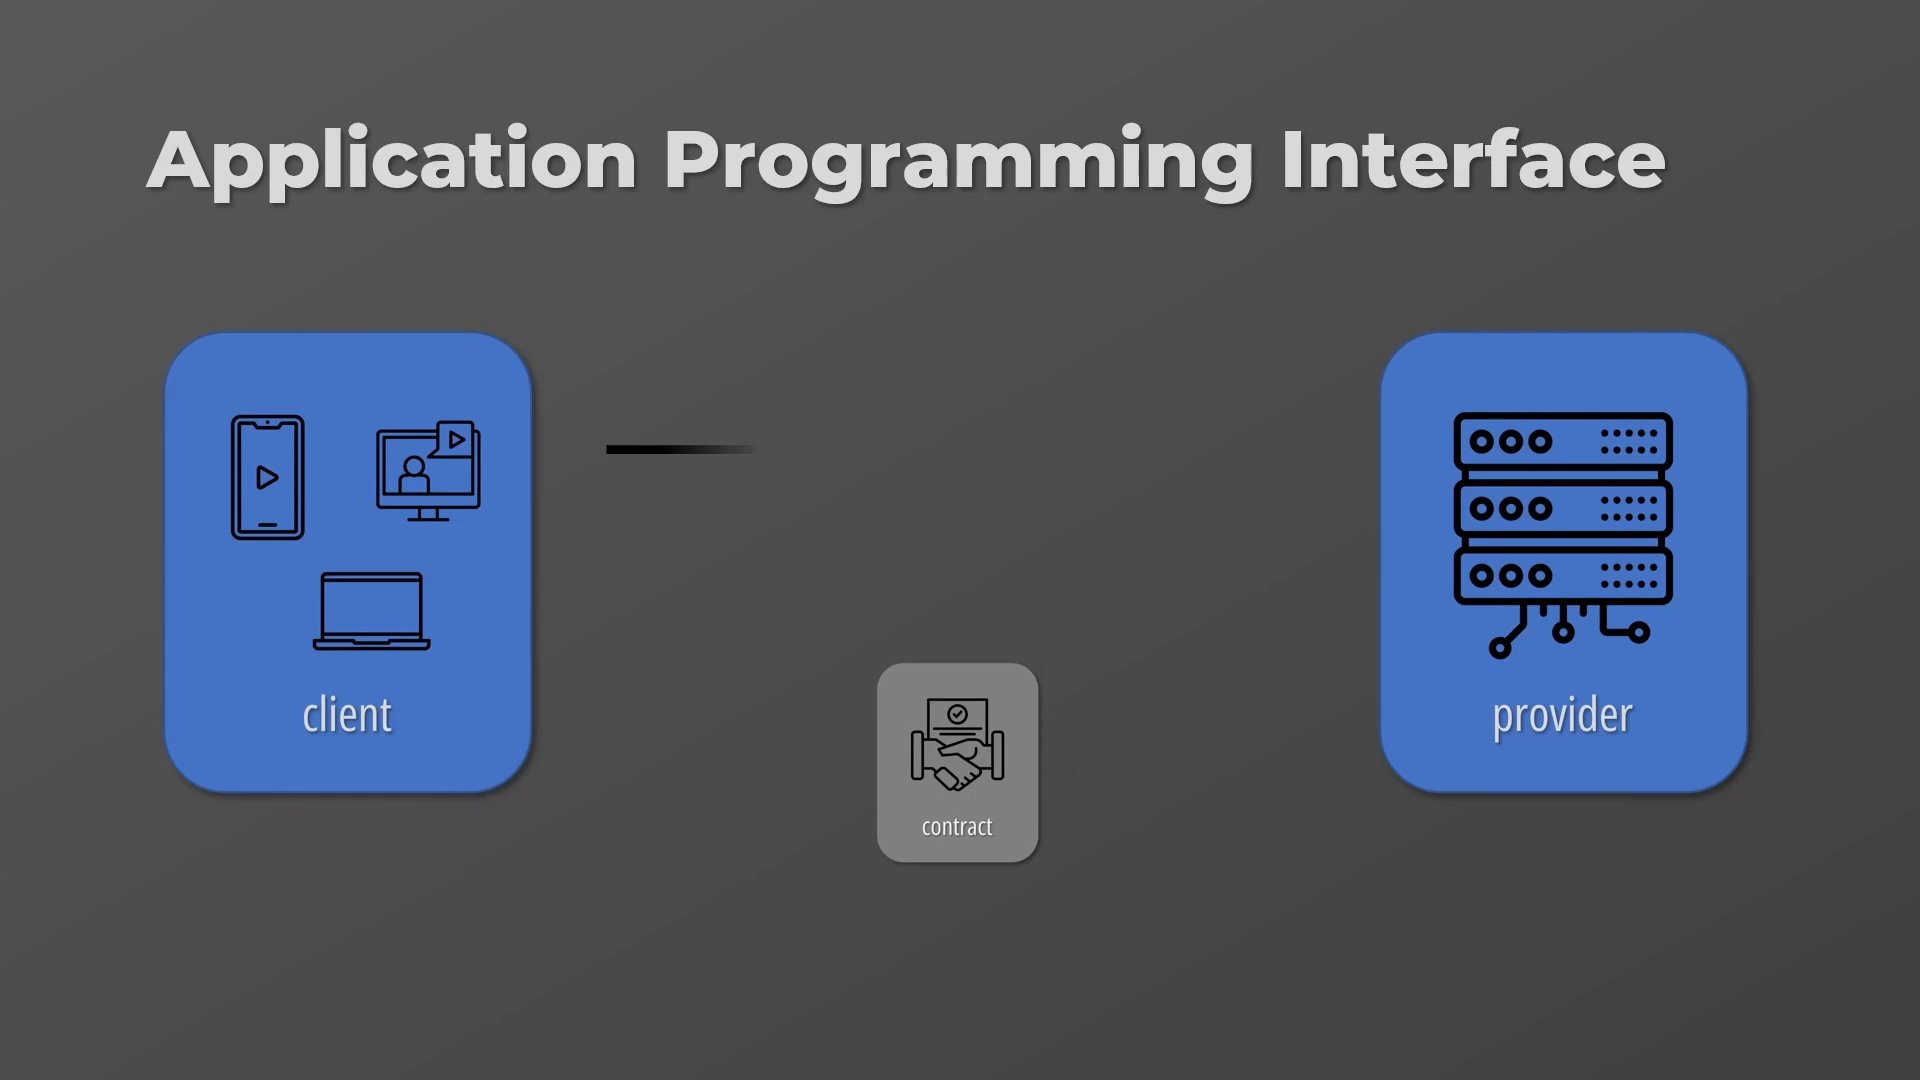 Application Programming Interface
client
provider
contract